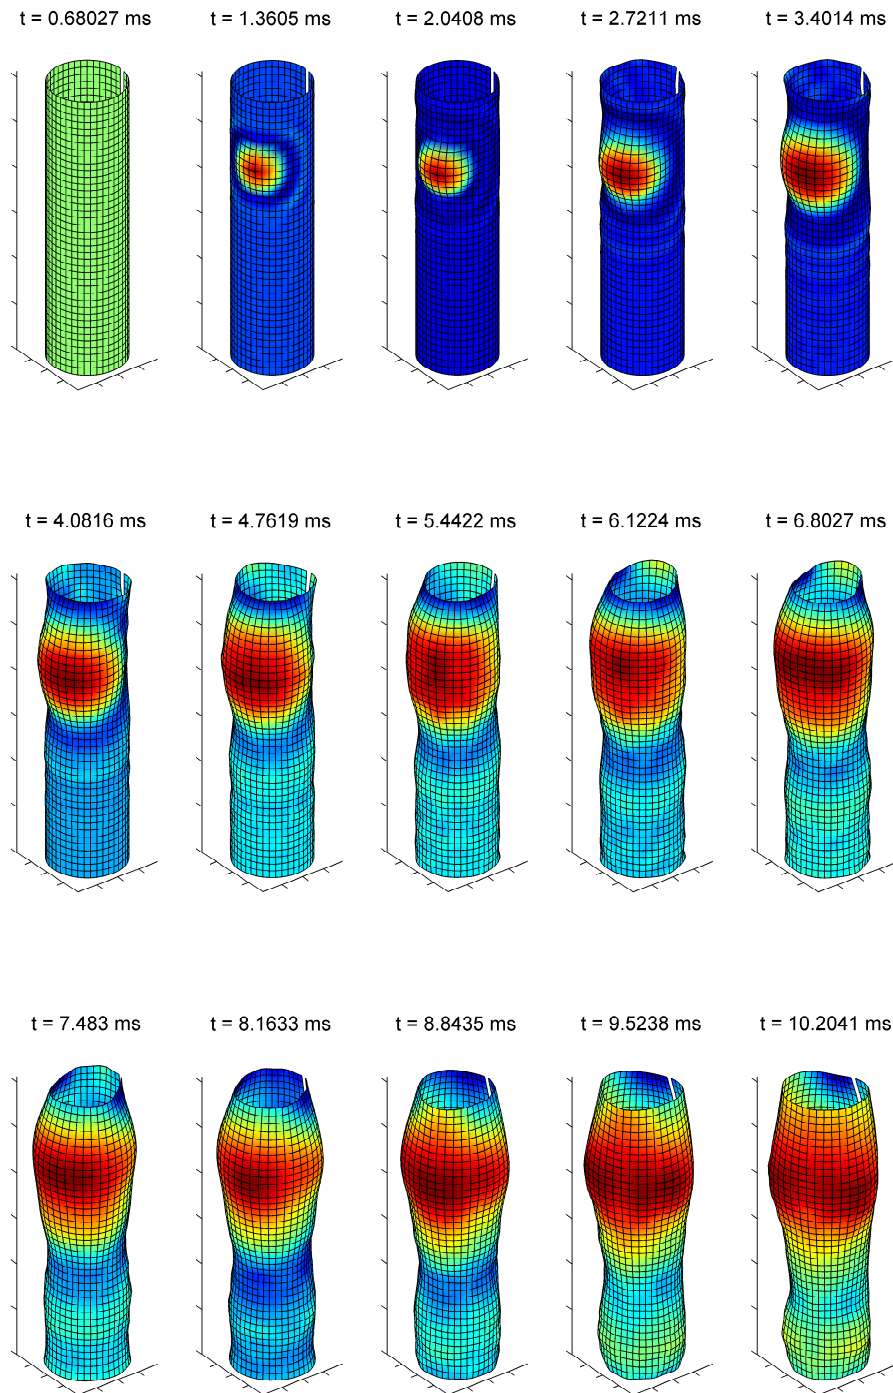 t = 0.68027 ms
t = 1.3605 ms
t = 2.0408 ms
t = 2.7211 ms
t = 3.4014 ms
t = 4.0816 ms
t = 4.7619 ms
t = 5.4422 ms
t = 6.1224 ms
t = 6.8027 ms
t = 7.483 ms
t = 8.1633 ms
t = 8.8435 ms
t = 9.5238 ms
t = 10.2041 ms